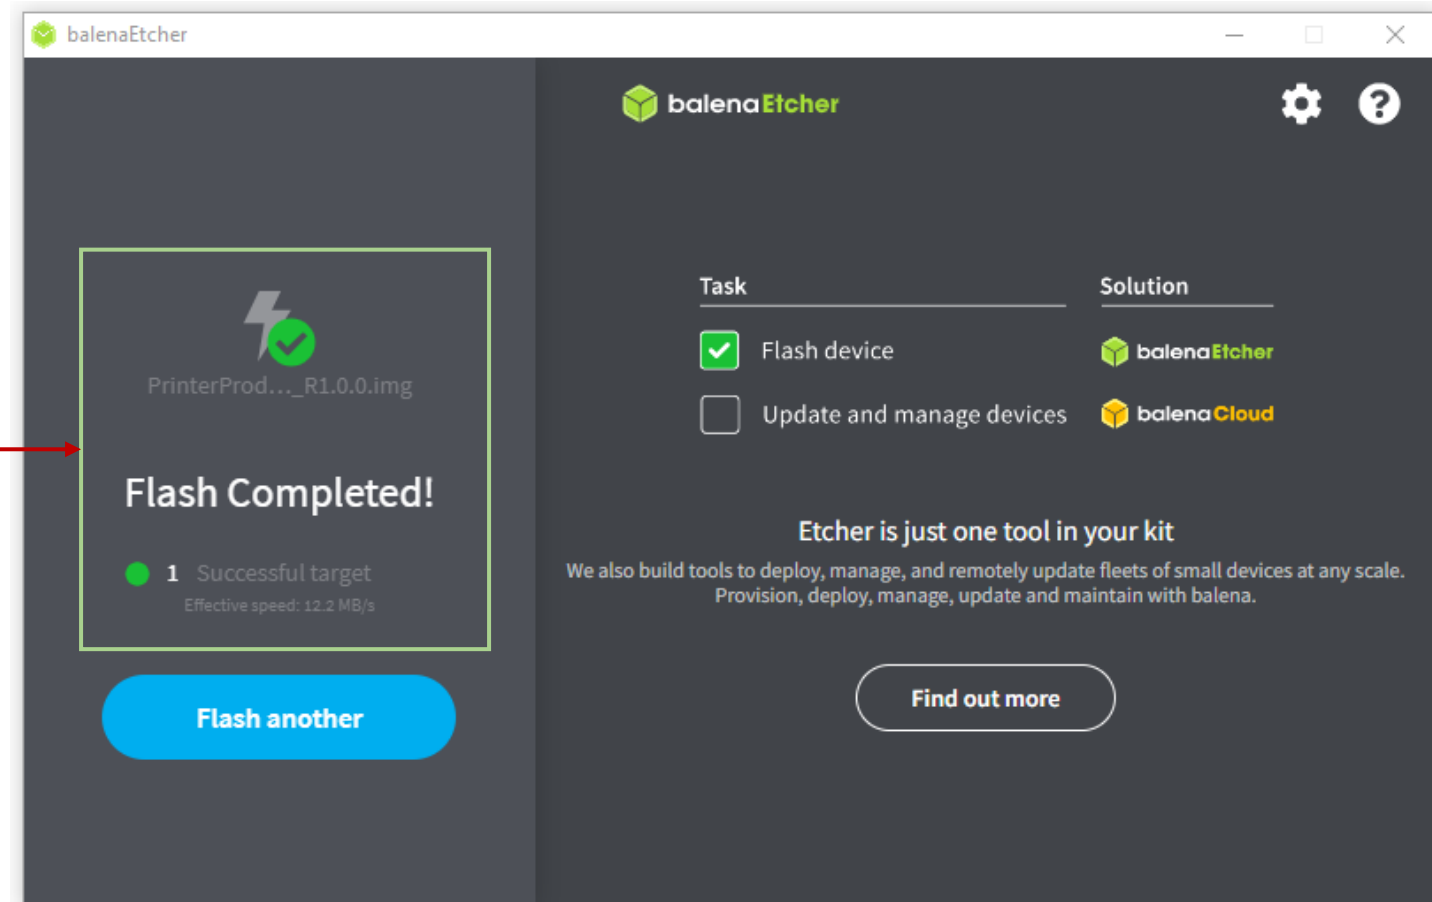 balenaEtcher
balenaEtcher
Task Solution
Flash device balenaEtcher
PrinterProd..._R1.0.0.img
Update and manage devices balenaCloud
Flash Completed!
Etcher is just one tool in your kit
1 Successful target
We also build tools to deploy, manage, and remotely update fleets of small devices at any scale.
Effective speed: 12.2 MB/s
Provision, deploy, manage, update and maintain with balena.
Flash another
Find out more